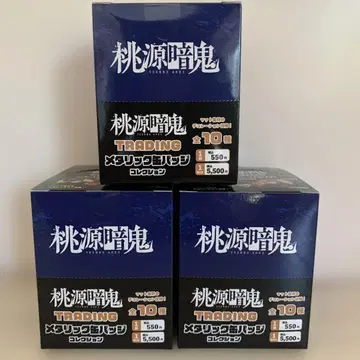 桃源暗鬼
TOUGEN ANKI
桃源暗鬼
TRADING
メタリック缶バッジ
コレクション
全10種
550円
5,500円
桃源暗鬼
桃源暗鬼
TRADING
メタリック缶バッジ
コレクション
全10種
550円
5,500円
桃源暗鬼
桃源暗鬼
TRADING
メタリック缶バッジ
コレクション
全10種
550円
5,500円